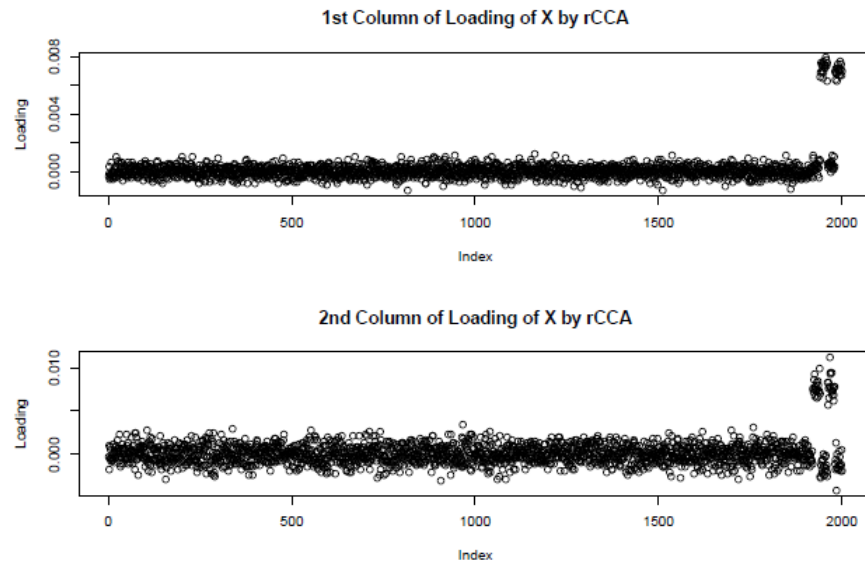 1st Column of Loading of X by rCCA
Loading
0.000
0.004
0.008
0
500
1000
1500
2000
Index
2nd Column of Loading of X by rCCA
Loading
0.000
0.010
0
500
1000
1500
2000
Index